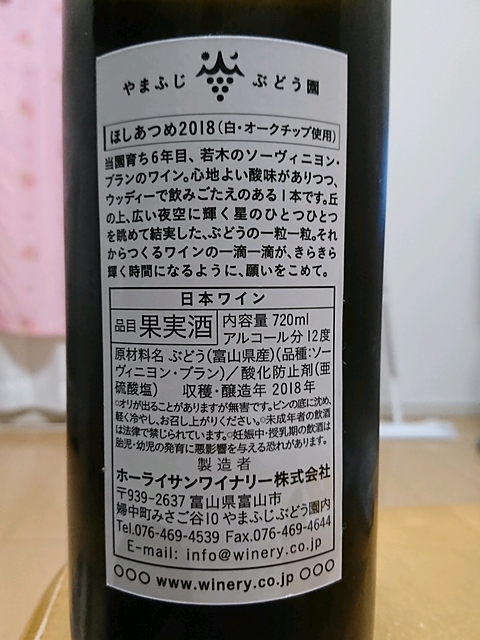 やまふじ ぶどう園
ほしあつめ2018(白・オークチップ使用)
当園育ち6年目、若木のソーヴィニヨン・
ブランのワイン。心地よい酸味がありつつ、
ウッディーで飲みごたえのある1本です。丘
の上、広い夜空に輝く星のひとつひとつ
を眺めて結実した、ぶどうの一粒一粒。それ
からつくるワインの一滴一滴が、きらきら
輝く時間になるように、願いをこめて。
日本ワイン
品目 果実酒 内容量 720ml
アルコール分 12度
原材料名 ぶどう(富山県産)(品種:ソー
ヴィニヨン・ブラン)／酸化防止剤(亜
硫酸塩) 収穫・醸造年 2018年
○オリが出ることがありますが無害です。ビンの底に沈め、
軽く冷やし、お召し上がりください。○未成年者の飲酒
は法律で禁じられています。○妊娠中・授乳期の飲酒は
胎児・幼児の発育に悪影響を与える恐れがあります。
製造者
ホーライサンワイナリー株式会社
〒939-2637 富山県富山市
婦中町みさご谷10 やまふじぶどう園内
Tel.076-469-4539 Fax.076-469-4644
E-mail: info@winery.co.jp
○○○ www.winery.co.jp ○○○